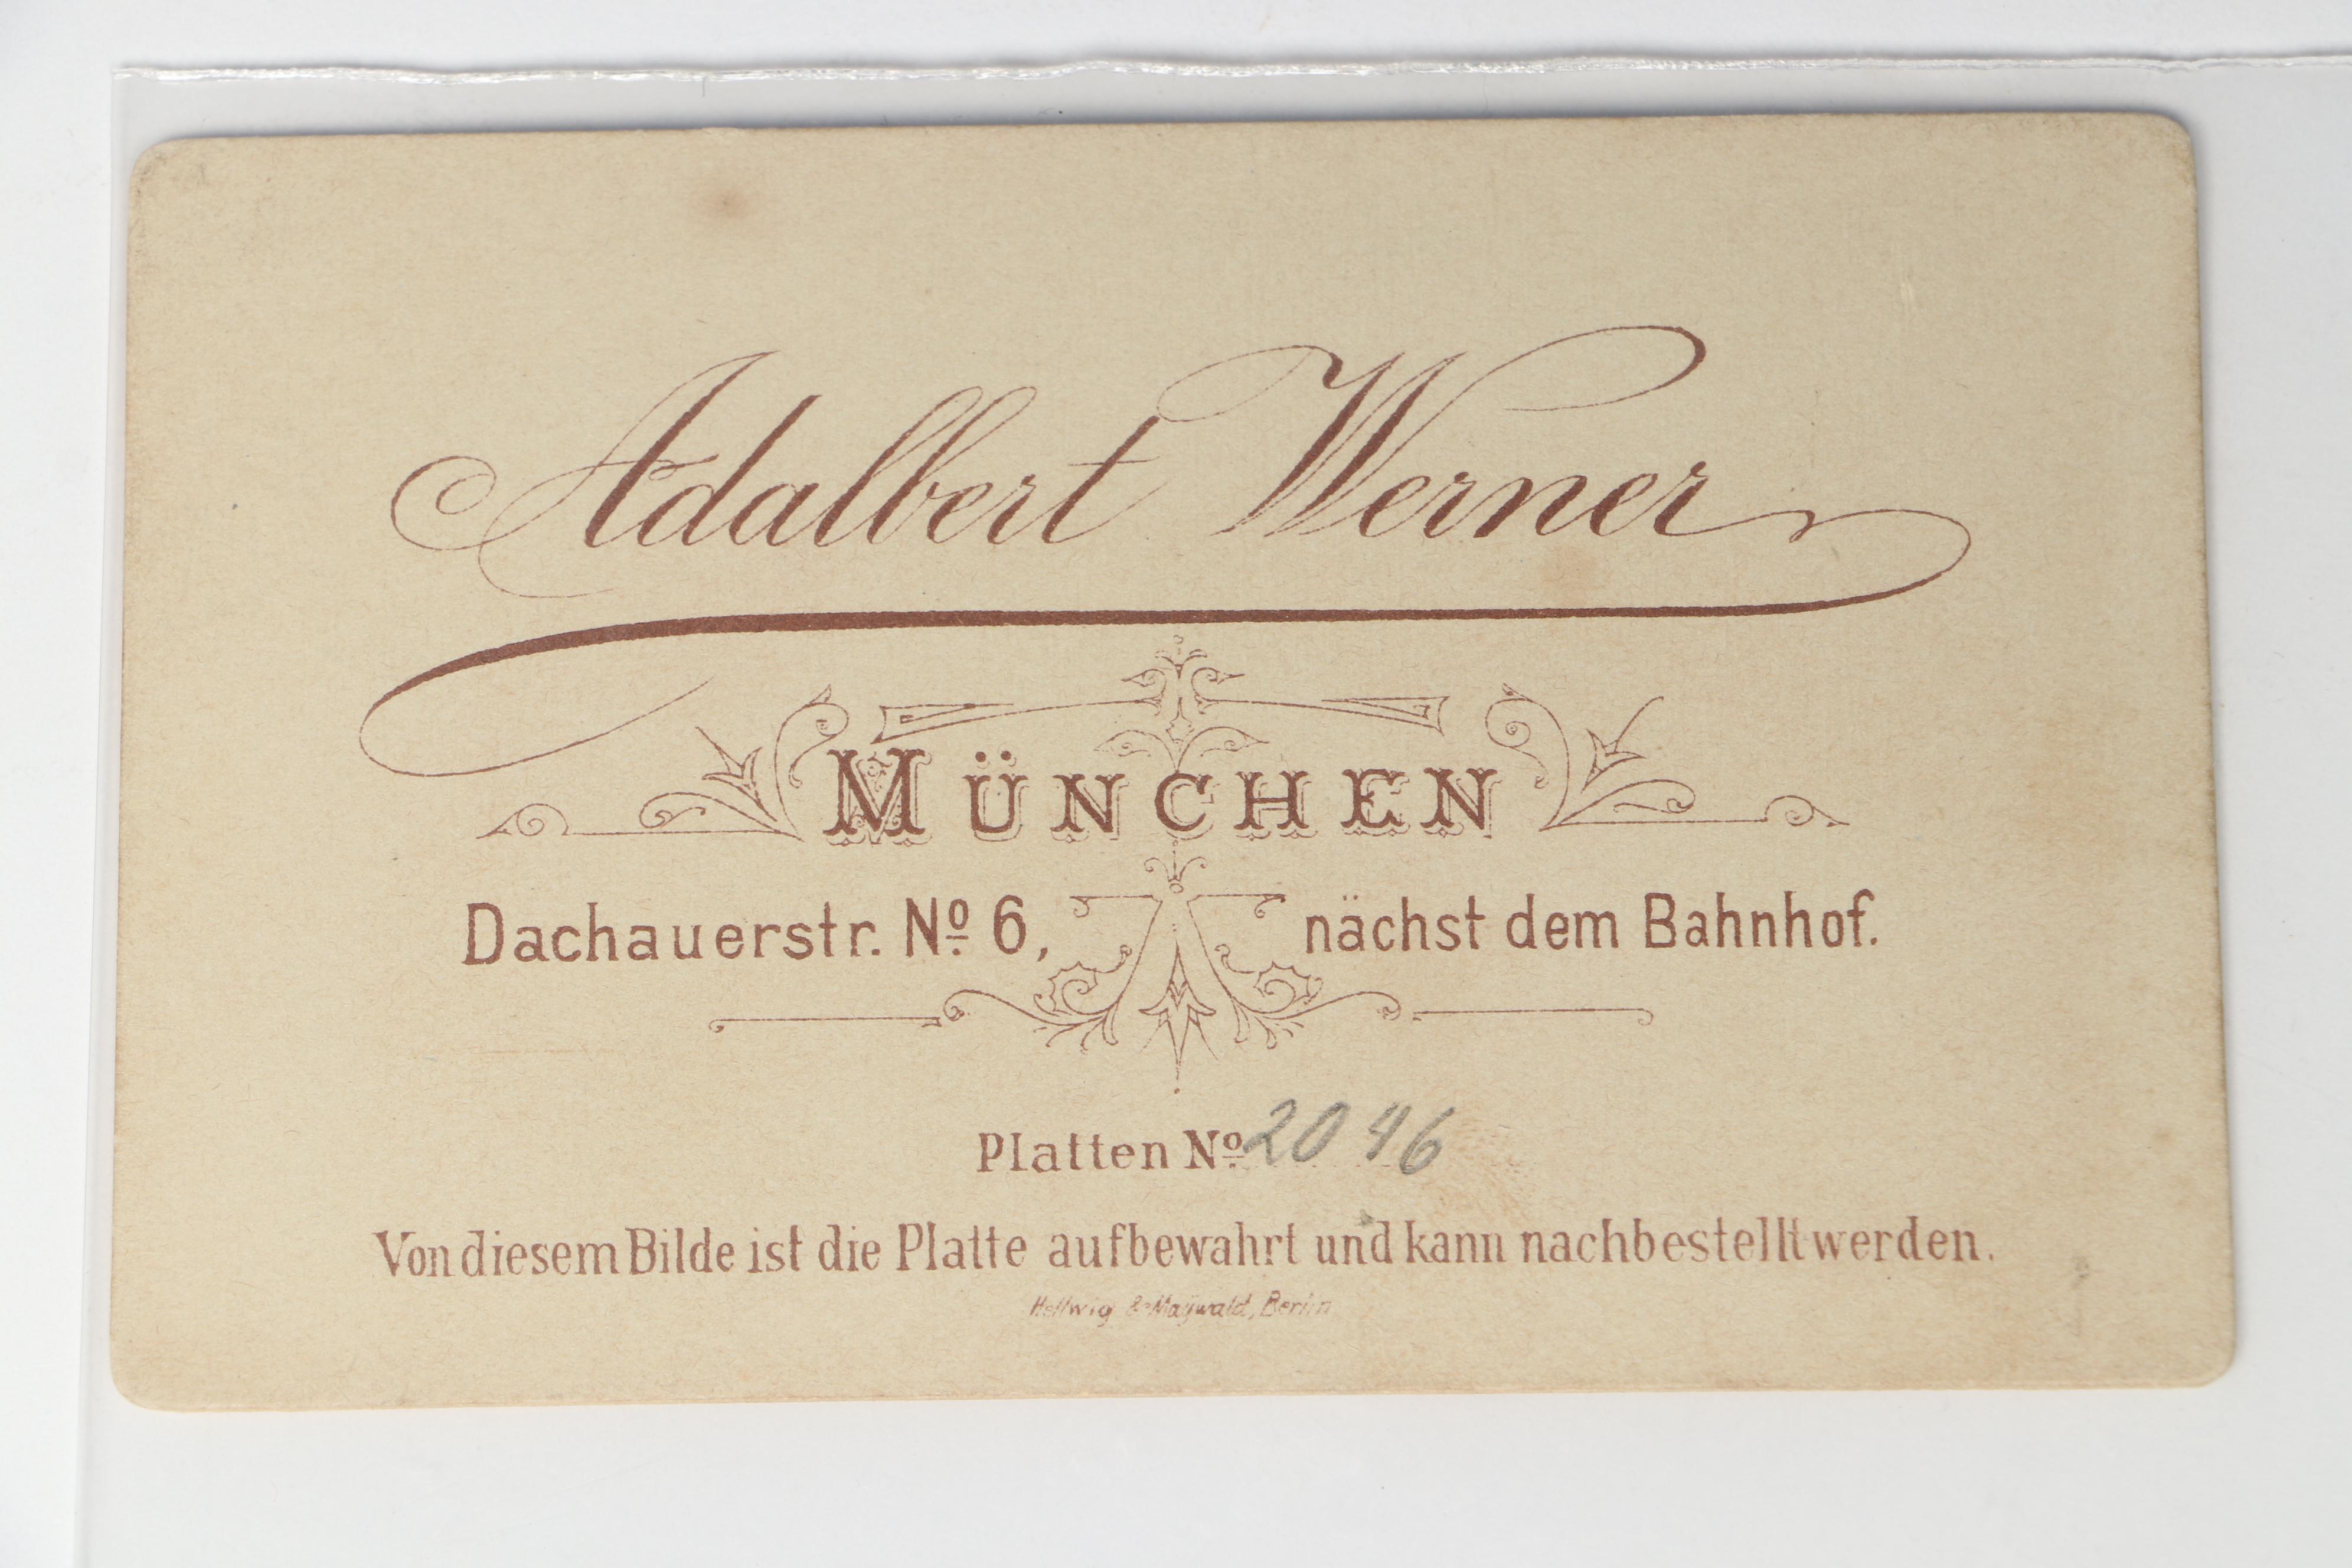 Adalbert Werner
MÜNCHEN
Dachauerstr. Nº 6, nächst dem Bahnhof.
Platten Nº 2046
Von diesem Bilde ist die Platte aufbewahrt und kann nachbestellt werden.
Hellwig & Maywald, Berlin